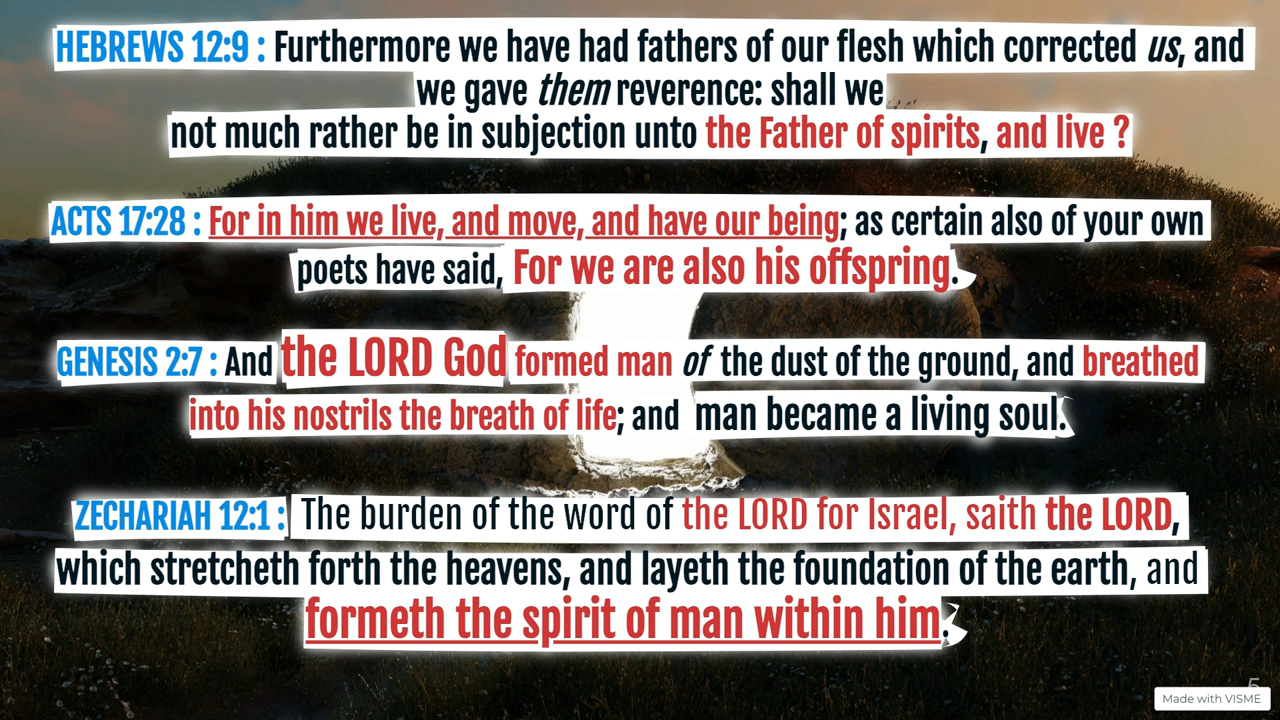 HEBREWS 12:9 : Furthermore we have had fathers of our flesh which corrected us, and
we gave them reverence: shall we
not much rather be in subjection unto the Father of spirits, and live ?
ACTS 17:28 : For in him we live, and move, and have our being; as certain also of your own
poets have said, For we are also his offspring.
GENESIS 2:7 : And the LORD God formed man of the dust of the ground, and breathed
into his nostrils the breath of life; and man became a living soul.
ZECHARIAH 12:1 : The burden of the word of the LORD for Israel, saith the LORD,
which stretcheth forth the heavens, and layeth the foundation of the earth, and
formeth the spirit of man within him.
5
Made with VISME